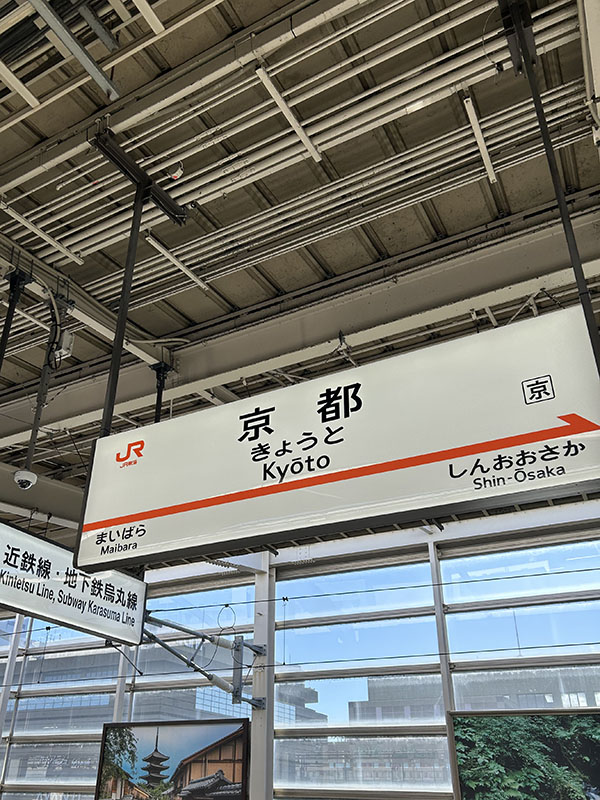 JR
JR東海
京都
京
きょうと
Kyōto
まいばら
Maibara
しんおおさか
Shin-Ōsaka
近鉄線・地下鉄烏丸線
Kintetsu Line, Subway Karasuma Line